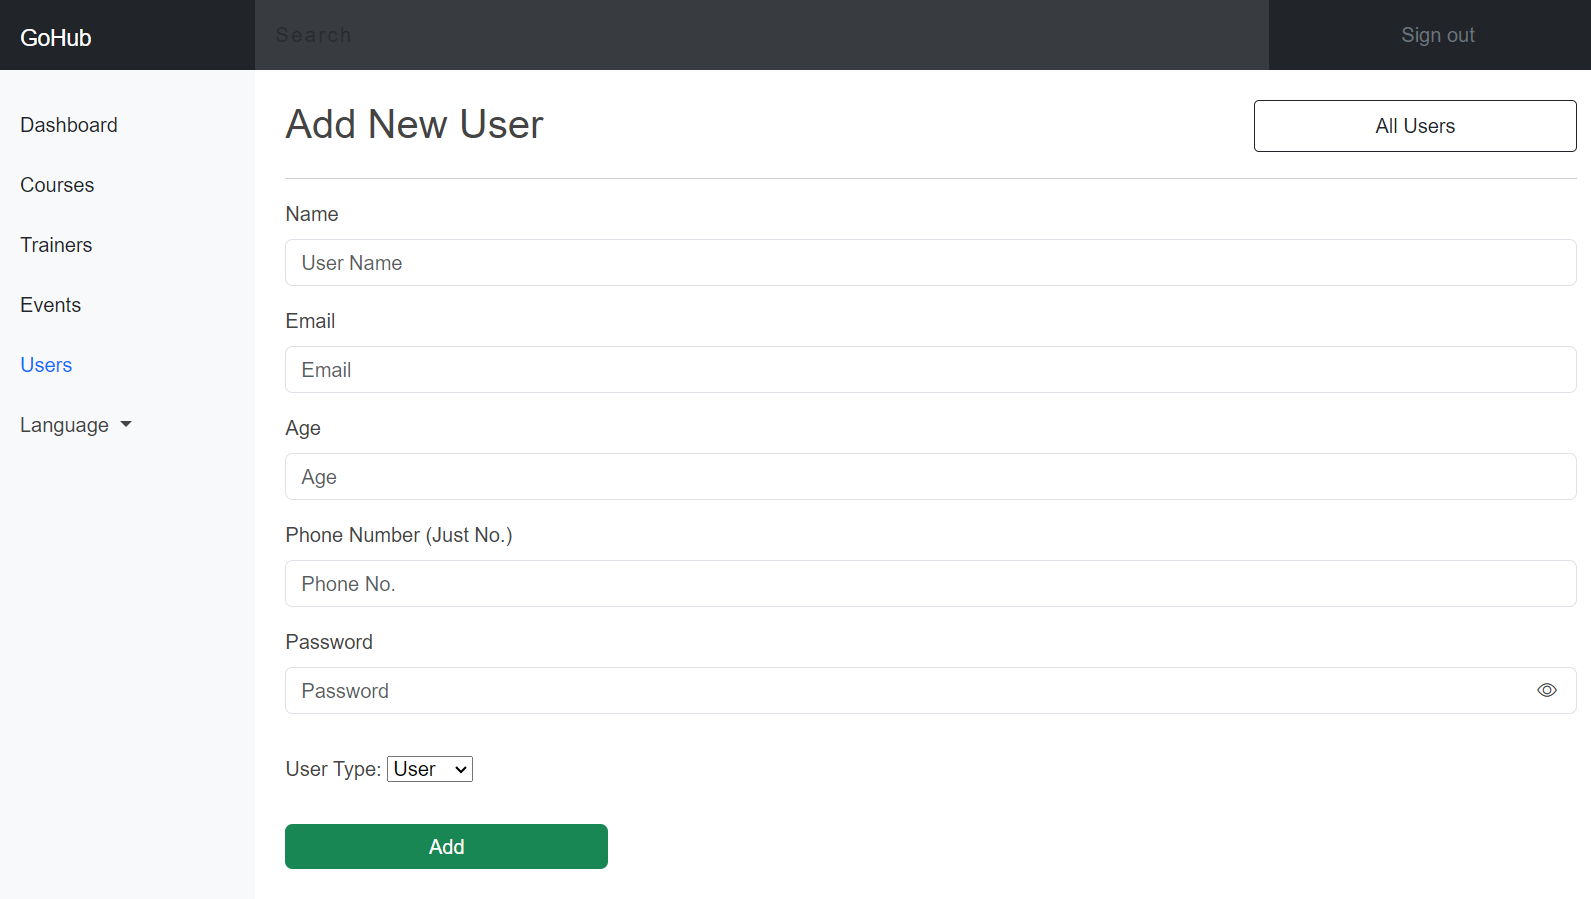 GoHub
Search
Sign out
Dashboard
Courses
Trainers
Events
Users
Language
Add New User
All Users
Name
User Name
Email
Email
Age
Age
Phone Number (Just No.)
Phone No.
Password
Password
User Type: User
Add